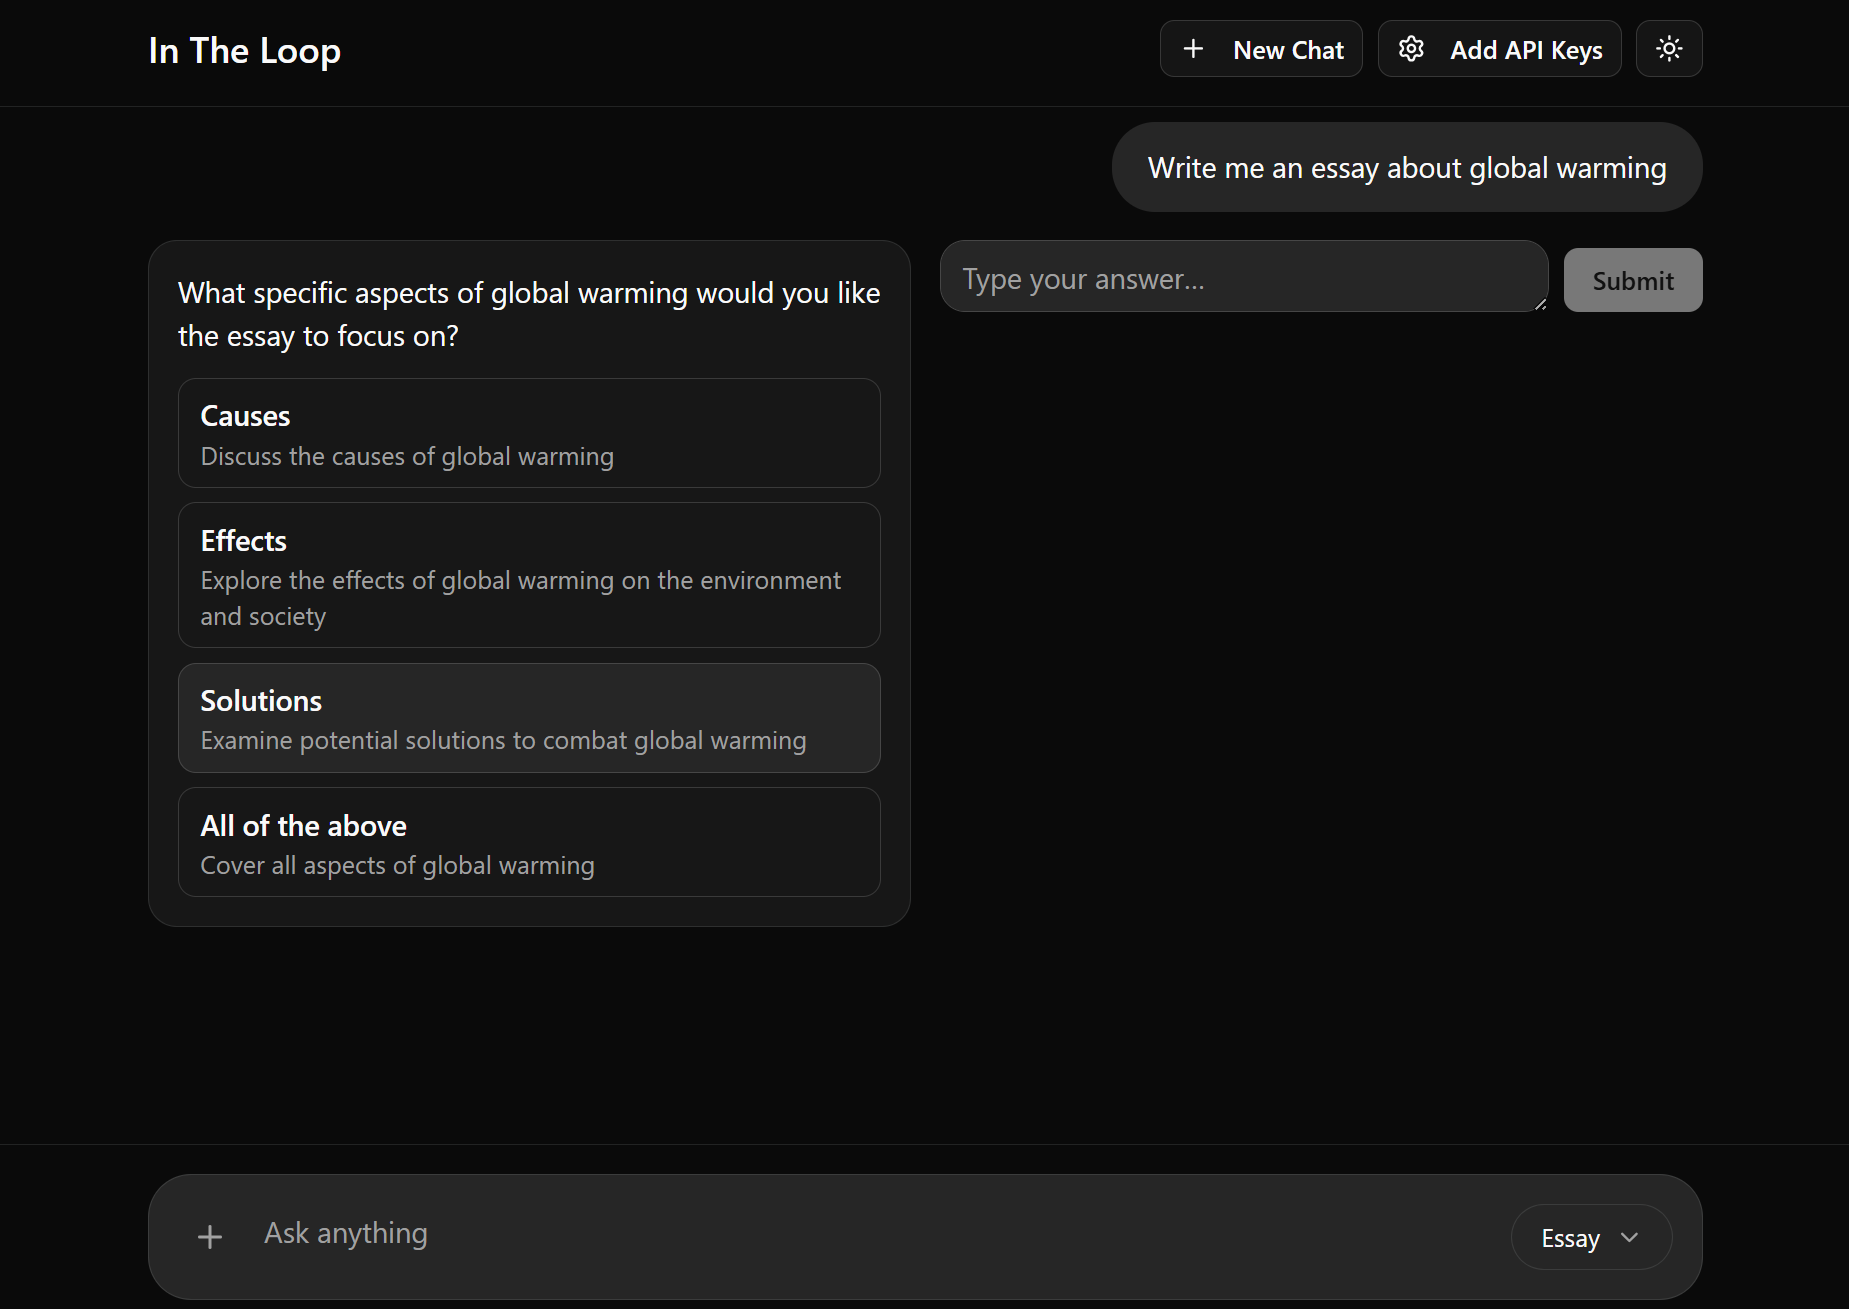 In The Loop
New Chat
Add API Keys
Write me an essay about global warming
What specific aspects of global warming would you like
the essay to focus on?
Causes
Discuss the causes of global warming
Effects
Explore the effects of global warming on the environment
and society
Solutions
Examine potential solutions to combat global warming
All of the above
Cover all aspects of global warming
Type your answer...
Submit
Ask anything
Essay